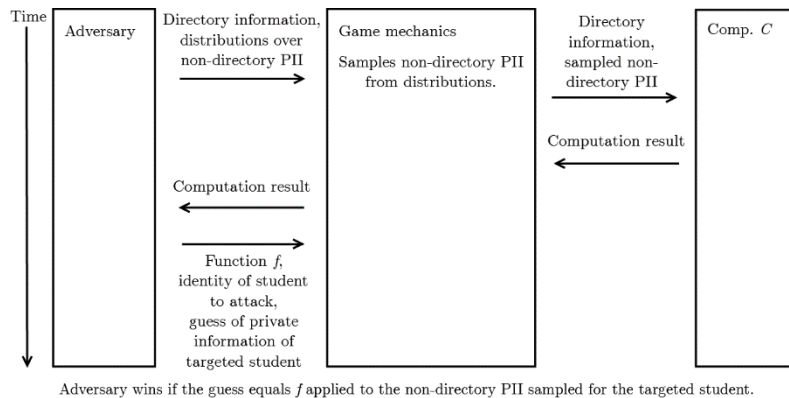 Time
Adversary
Directory information,
distributions over
non-directory PII
Game mechanics
Samples non-directory PII
from distributions.
Directory
information,
sampled non-
directory PII
Comp. C
Computation result
Computation result
Function f,
identity of student
to attack,
guess of private
information of
targeted student
Adversary wins if the guess equals f applied to the non-directory PII sampled for the targeted student.